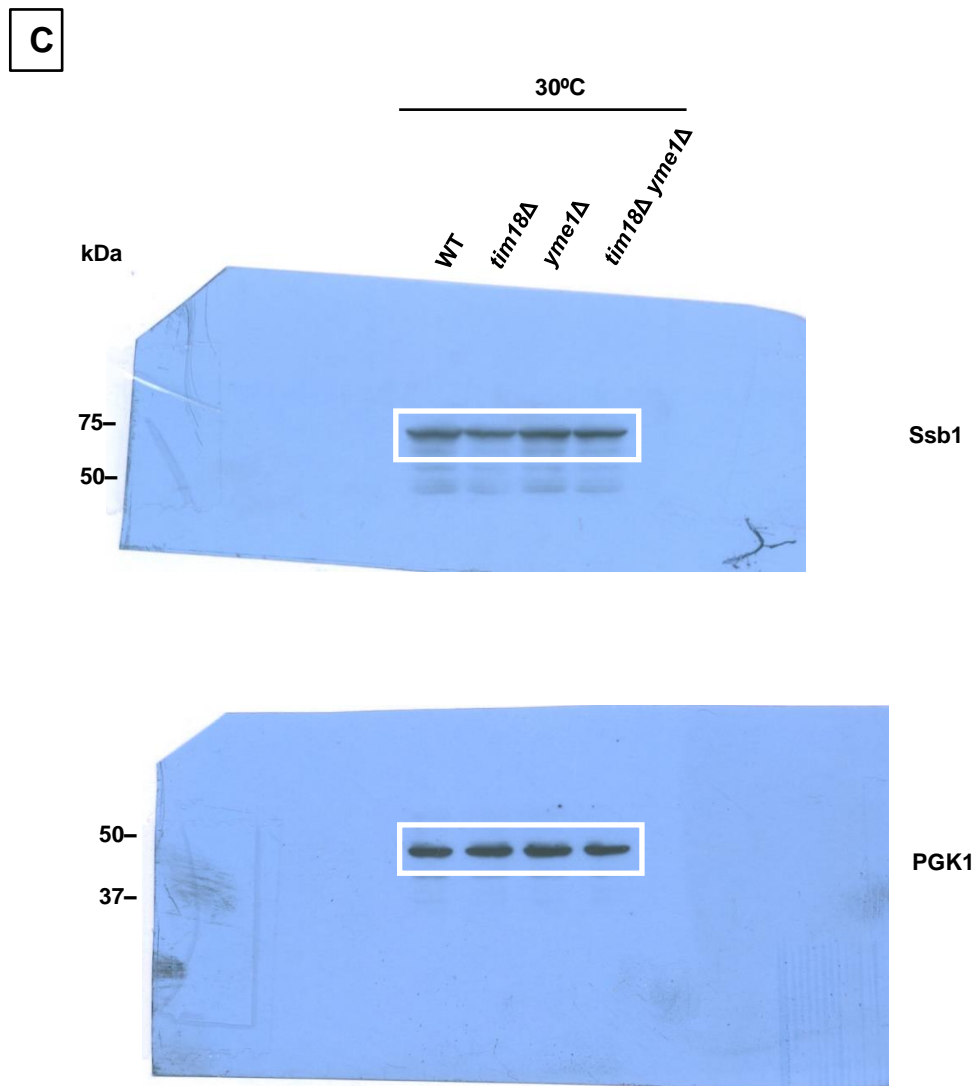 C
30ºC
WT
tim18Δ
yme1Δ
tim18Δ yme1Δ
kDa
75–
50–
Ssb1
50–
37–
PGK1